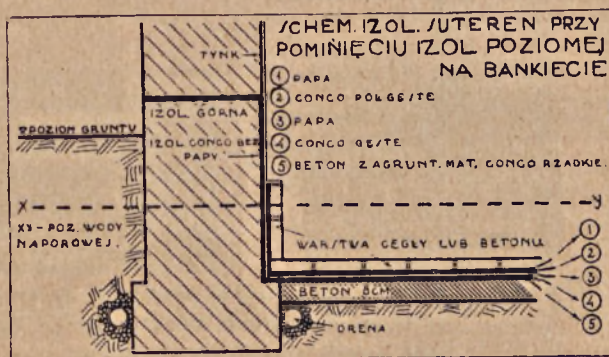 SCHEM. IZOL. SUTEREN PRZY
POMINIĘCIU IZOL POZIOMEJ
NA BANKIECIE
TYNK
① PAPA
② CONCO PÓŁGĘSTE
③ PAPA
④ CONCO GĘSTE
⑤ BETON ZAGRUNT. MAT. CONCO RZADKIE.
IZOL. GÓRNA
POZIOM GRUNTU
IZOL CONCO BEZ
PAPY
X
Y
XY-POZ. WODY
NAPOROWEJ.
WARSTWA CEGŁY LUB BETONU
①
②
③
④
⑤
BETON 8CM
DRENA